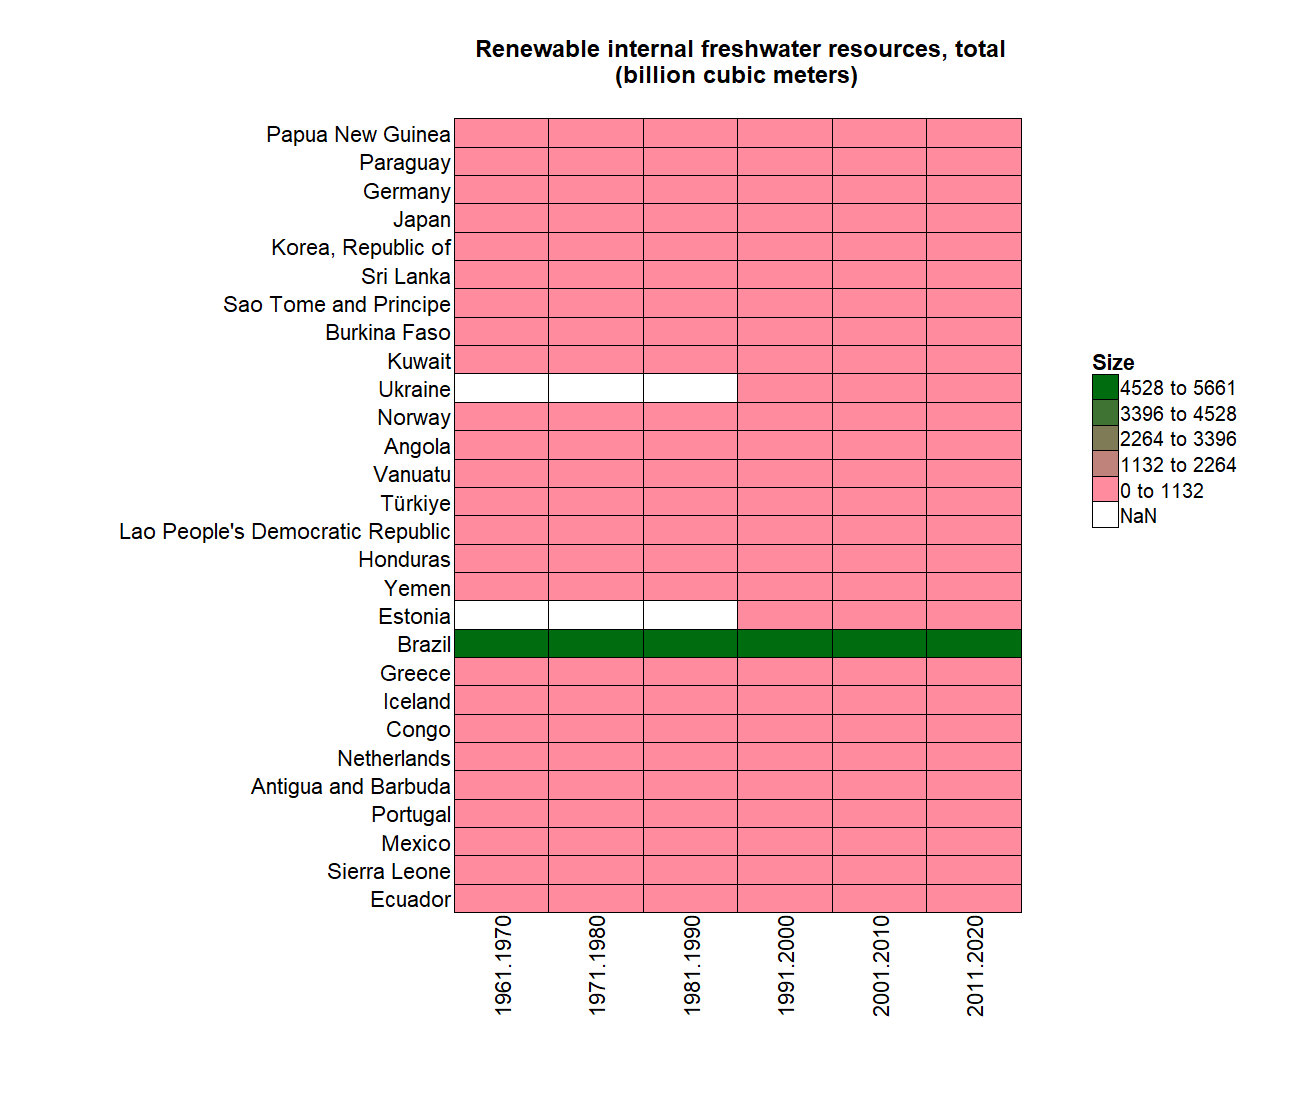 Renewable internal freshwater resources, total
(billion cubic meters)
Papua New Guinea
Paraguay
Germany
Japan
Korea, Republic of
Sri Lanka
Sao Tome and Principe
Burkina Faso
Kuwait
Ukraine
Norway
Angola
Vanuatu
Türkiye
Lao People's Democratic Republic
Honduras
Yemen
Estonia
Brazil
Greece
Iceland
Congo
Netherlands
Antigua and Barbuda
Portugal
Mexico
Sierra Leone
Ecuador
1961.1970
1971.1980
1981.1990
1991.2000
2001.2010
2011.2020
Size
4528 to 5661
3396 to 4528
2264 to 3396
1132 to 2264
0 to 1132
NaN